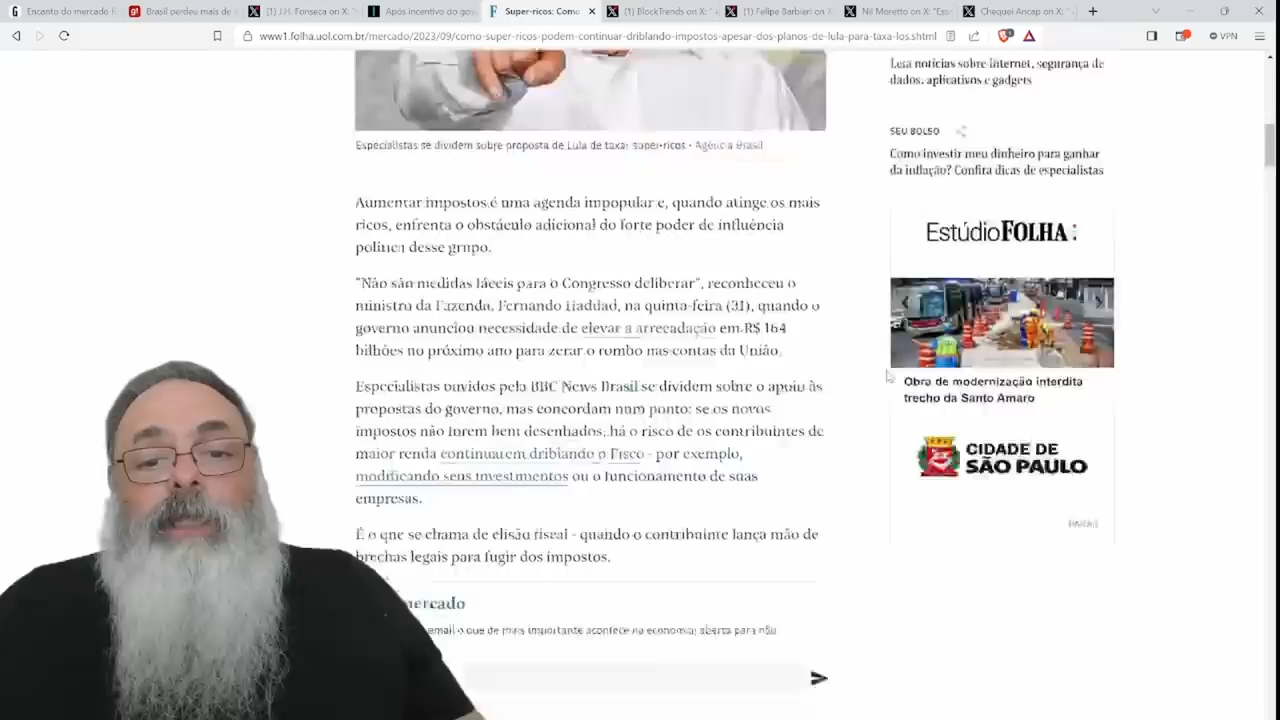 Encanto do mercado fi
Brasil perdeu mais de
(1) J.H. Fonseca on X: "
Após incentivo do gov
Super-ricos: Como
(1) BlockTrends on X: "
(1) Felipe Barbieri on X
Nil Moretto on X: "Ess
Chequei Ancap on X: "
www1.folha.uol.com.br/mercado/2023/09/como-super-ricos-podem-continuar-driblando-impostos-apesar-dos-planos-de-lula-para-taxa-los.shtml
VPN
Especialistas se dividem sobre proposta de Lula de taxar super-ricos - Agência Brasil
Aumentar impostos é uma agenda impopular e, quando atinge os mais
ricos, enfrenta o obstáculo adicional do forte poder de influência
política desse grupo.
"Não são medidas fáceis para o Congresso deliberar", reconheceu o
ministro da Fazenda, Fernando Haddad, na quinta-feira (31), quando o
governo anunciou necessidade de elevar a arrecadação em R$ 164
bilhões no próximo ano para zerar o rombo nas contas da União.
Especialistas ouvidos pela BBC News Brasil se dividem sobre o apoio às
propostas do governo, mas concordam num ponto: se os novos
impostos não forem bem desenhados, há o risco de os contribuintes de
maior renda continuarem driblando o Fisco - por exemplo,
modificando seus investimentos ou o funcionamento de suas
empresas.
É o que se chama de elisão fiscal - quando o contribuinte lança mão de
brechas legais para fugir dos impostos.
mercado
email o que de mais importante acontece na economia; aberta para não
Leia notícias sobre internet, segurança de
dados, aplicativos e gadgets
SEU BOLSO
Como investir meu dinheiro para ganhar
da inflação? Confira dicas de especialistas
EstúdioFOLHA:
Obra de modernização interdita
trecho da Santo Amaro
CIDADE DE
SÃO PAULO